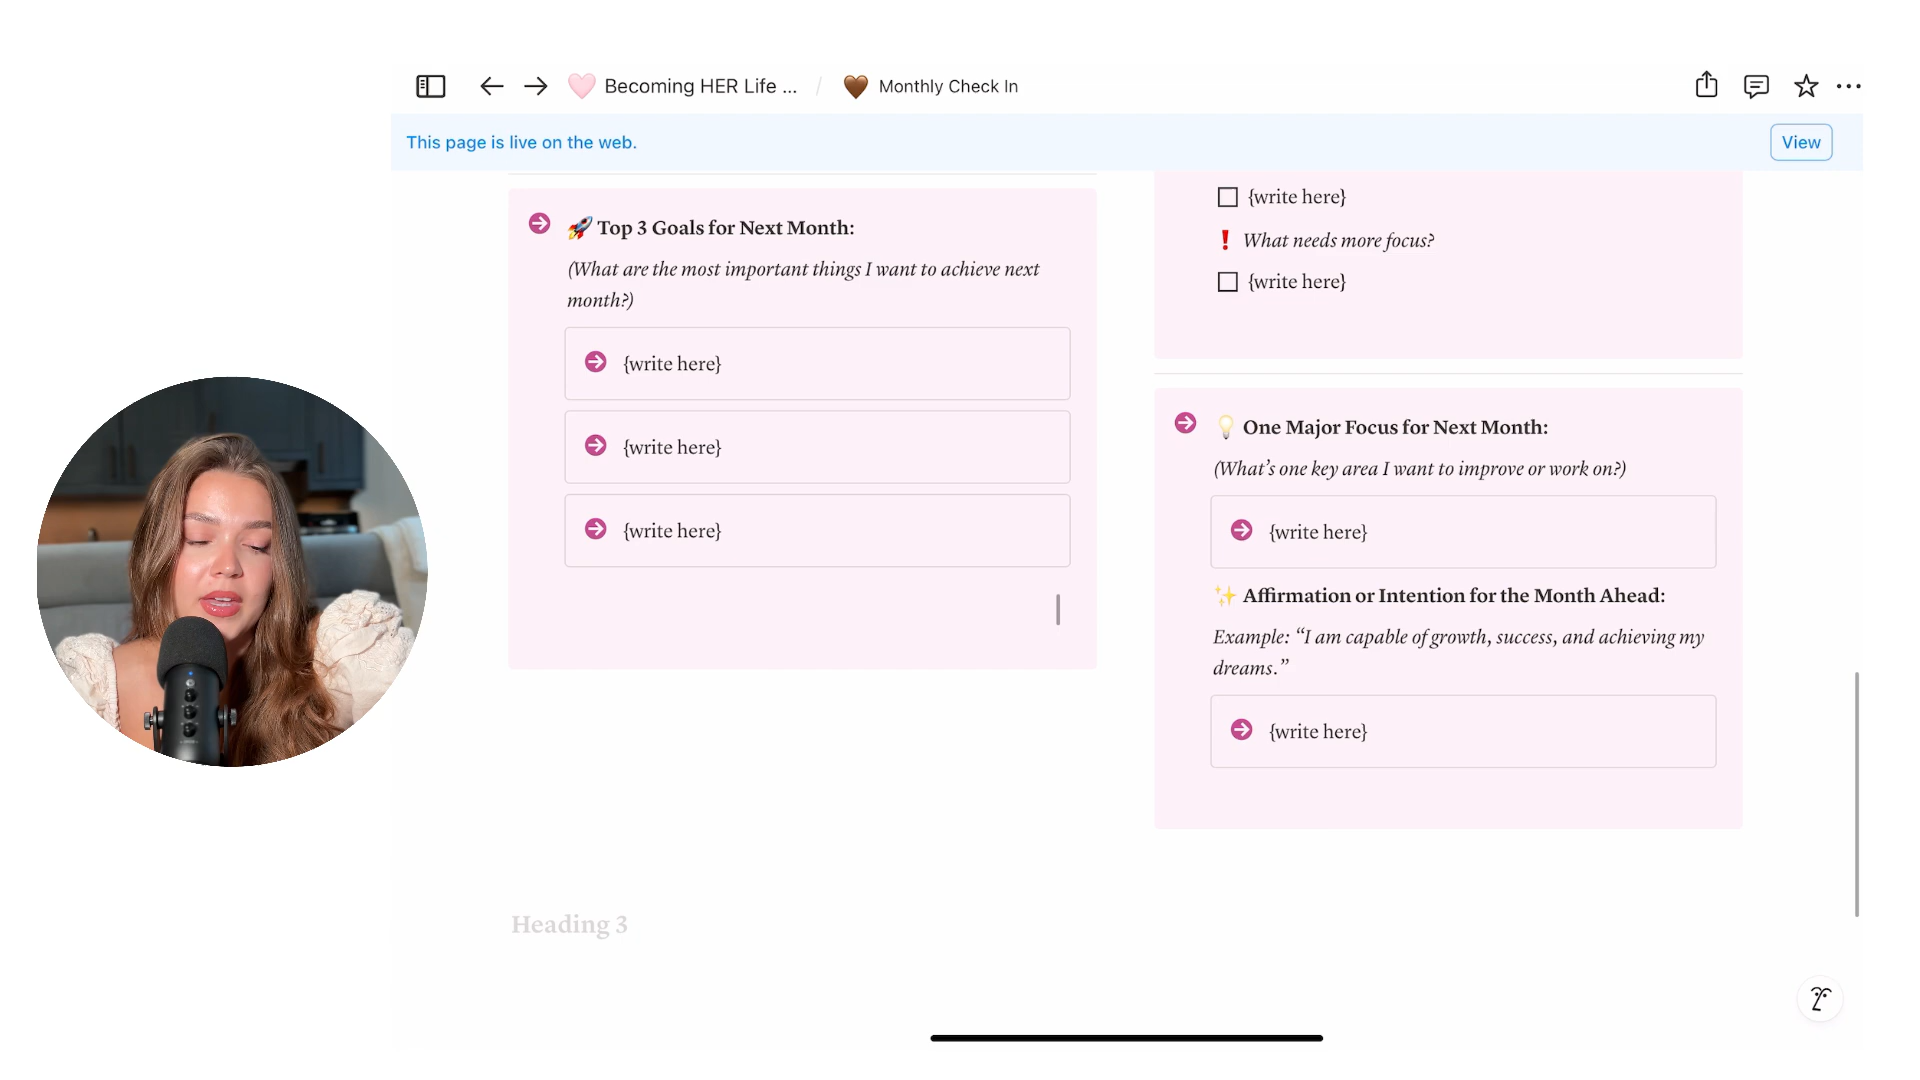 Becoming HER Life ... / Monthly Check In
This page is live on the web.
View
🚀 Top 3 Goals for Next Month:
(What are the most important things I want to achieve next
month?)
{write here}
{write here}
{write here}
{write here}
❗ What needs more focus?
{write here}
💡 One Major Focus for Next Month:
(What’s one key area I want to improve or work on?)
{write here}
✨ Affirmation or Intention for the Month Ahead:
Example: “I am capable of growth, success, and achieving my
dreams.”
{write here}
Heading 3